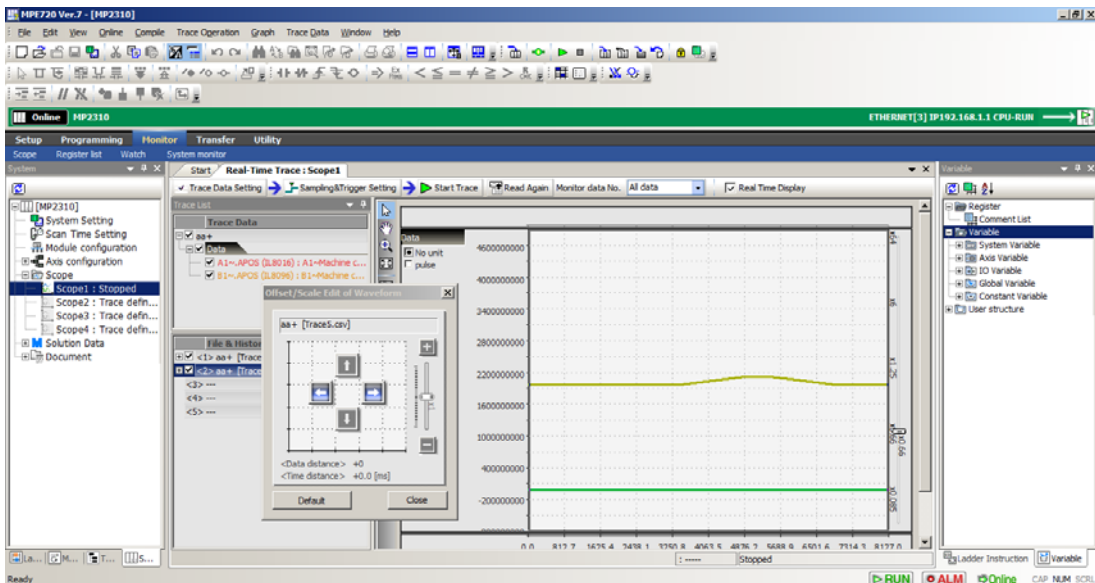 MPE720 Ver.7 - [MP2310]
File Edit View Online Compile Trace Operation Graph Trace Data Window Help
Online MP2310
ETHERNET[3] IP192.168.1.1 CPU-RUN
Setup Programming Monitor Transfer Utility
Scope Register list Watch System monitor
System
[MP2310]
System Setting
Scan Time Setting
Module configuration
Axis configuration
Scope
Scope1 : Stopped
Scope2 : Trace defin...
Scope3 : Trace defin...
Scope4 : Trace defin...
Solution Data
Document
La... M... T... S...
Start Real-Time Trace : Scope1
Trace Data Setting Sampling&Trigger Setting Start Trace Read Again Monitor data No. All data Real Time Display
Trace List
Trace Data
aa+
Data
A1~.APOS (IL8016) : A1~Machine c...
B1~.APOS (IL8096) : B1~Machine c...
File & Histor
<1> aa+ [Trace
<2> aa+ [Trace
<3> ---
<4> ---
<5> ---
Offset/Scale Edit of Waveform
aa+ [Trace5.csv]
<Data distance> +0
<Time distance> +0.0 [ms]
Default Close
Data
No unit
pulse
4600000000
4000000000
3400000000
2800000000
2200000000
1600000000
1000000000
400000000
-200000000
x54
x6
x1.25
x0.66
x0.085
0.0 812.7 1625.4 2438.1 3250.8 4063.5 4876.2 5688.9 6501.6 7314.3 8127.0
: ----- Stopped
Variable
Register
Comment List
Variable
System Variable
Axis Variable
IO Variable
Global Variable
Constant Variable
User structure
Ladder Instruction Variable
Ready
RUN ALM Online CAP NUM SCRL